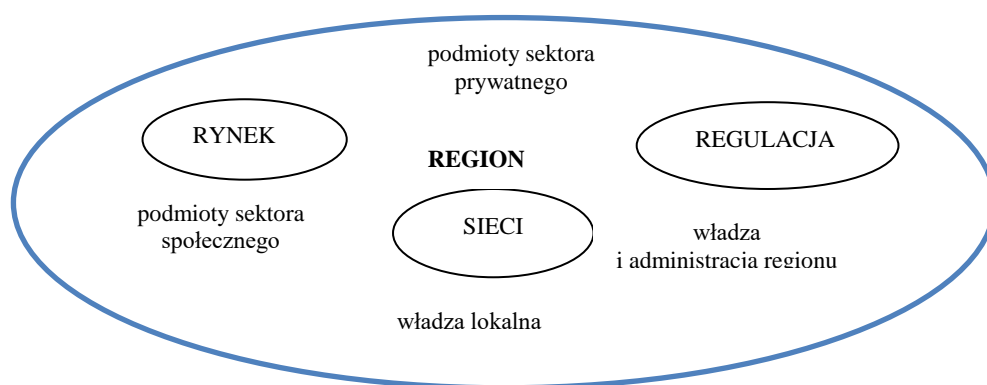 podmioty sektora
prywatnego
RYNEK
REGULACJA
REGION
podmioty sektora
społecznego
SIECI
władza
i administracja regionu
władza lokalna